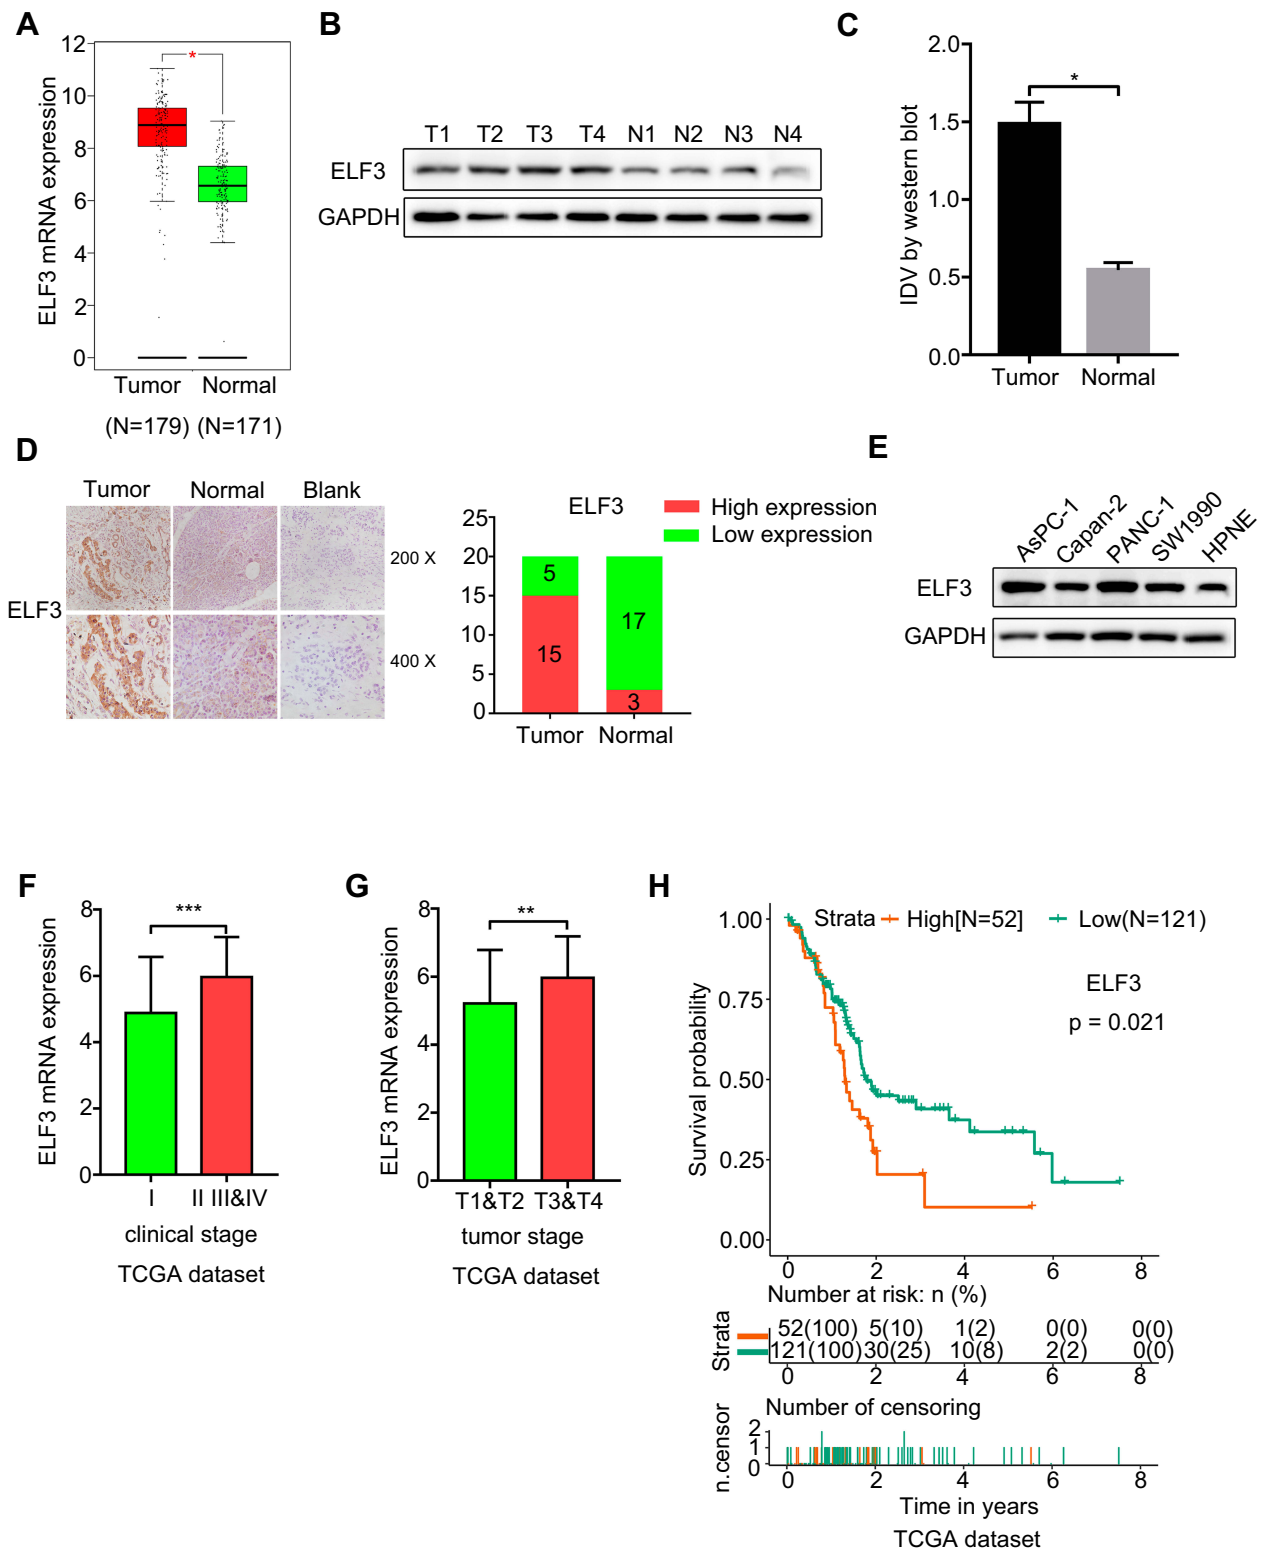 A
12
10
8
6
4
2
0
ELF3 mRNA expression
*
Tumor Normal
(N=179) (N=171)
B
T1 T2 T3 T4 N1 N2 N3 N4
ELF3
GAPDH
C
2.0
1.5
1.0
0.5
0.0
IDV by western blot
*
Tumor Normal
D
Tumor Normal Blank
ELF3
200 X
400 X
ELF3
High expression
Low expression
25
20
15
10
5
0
5
15
17
3
Tumor Normal
E
AsPC-1 Capan-2 PANC-1 SW1990 HPNE
ELF3
GAPDH
F
8
6
4
2
0
ELF3 mRNA expression
***
I II III&IV
clinical stage
TCGA dataset
G
8
6
4
2
0
ELF3 mRNA expression
**
T1&T2 T3&T4
tumor stage
TCGA dataset
H
Strata High[N=52] Low(N=121)
ELF3
p = 0.021
1.00
0.75
0.50
0.25
0.00
Survival probability
0 2 4 6 8
Number at risk: n (%)
Strata
52(100) 5(10) 1(2) 0(0) 0(0)
121(100) 30(25) 10(8) 2(2) 0(0)
0 2 4 6 8
Number of censoring
n.censor
2
1
0
0 2 4 6 8
Time in years
TCGA dataset